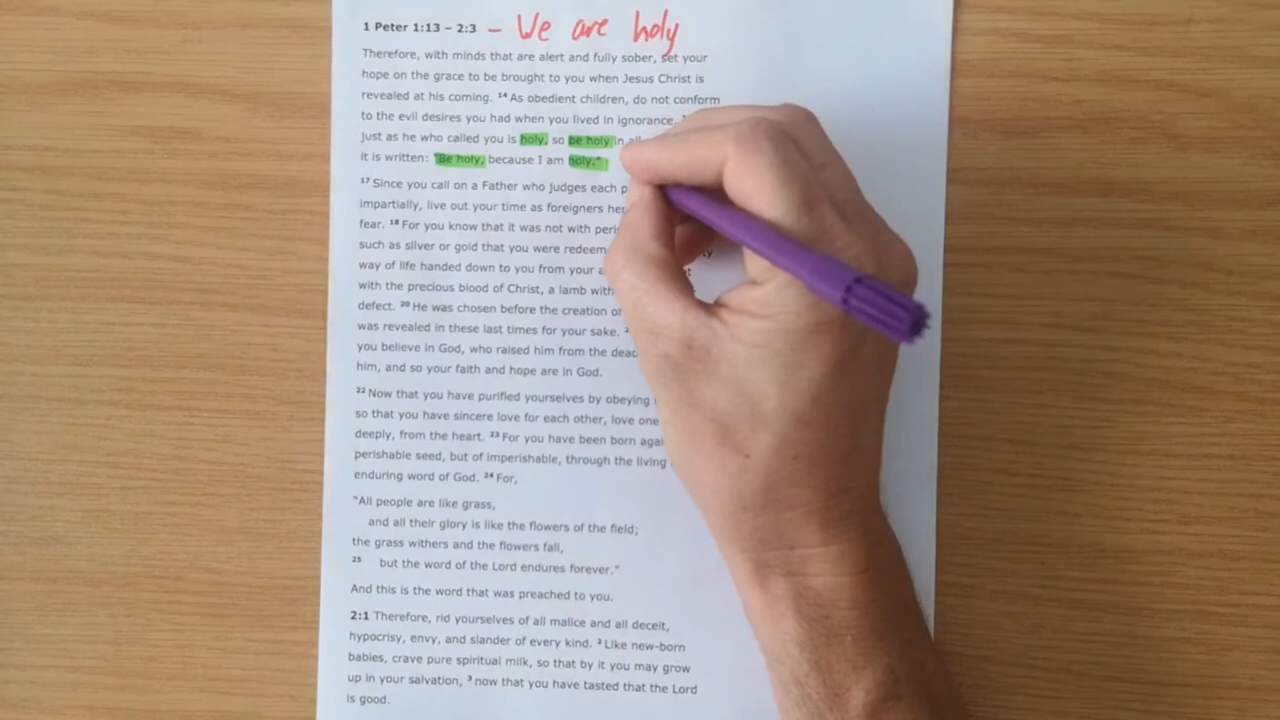 1 Peter 1:13 – 2:3 – We are holy
Therefore, with minds that are alert and fully sober, set your
hope on the grace to be brought to you when Jesus Christ is
revealed at his coming. 14 As obedient children, do not conform
to the evil desires you had when you lived in ignorance.
just as he who called you is holy, so be holy in
it is written: "Be holy, because I am holy."
17 Since you call on a Father who judges each
impartially, live out your time as foreigners
fear. 18 For you know that it was not with
such as silver or gold that you were
way of life handed down to you from your
with the precious blood of Christ, a lamb
defect. 20 He was chosen before the creation
was revealed in these last times for your sake.
you believe in God, who raised him from the
him, and so your faith and hope are in God.
22 Now that you have purified yourselves by obeying
so that you have sincere love for each other, love one
deeply, from the heart. 23 For you have been born
perishable seed, but of imperishable, through the living
enduring word of God. 24 For,
"All people are like grass,
and all their glory is like the flowers of the field;
the grass withers and the flowers fall,
25 but the word of the Lord endures forever."
And this is the word that was preached to you.
2:1 Therefore, rid yourselves of all malice and all deceit,
hypocrisy, envy, and slander of every kind. 2 Like new-born
babies, crave pure spiritual milk, so that by it you may grow
up in your salvation, 3 now that you have tasted that the Lord
is good.